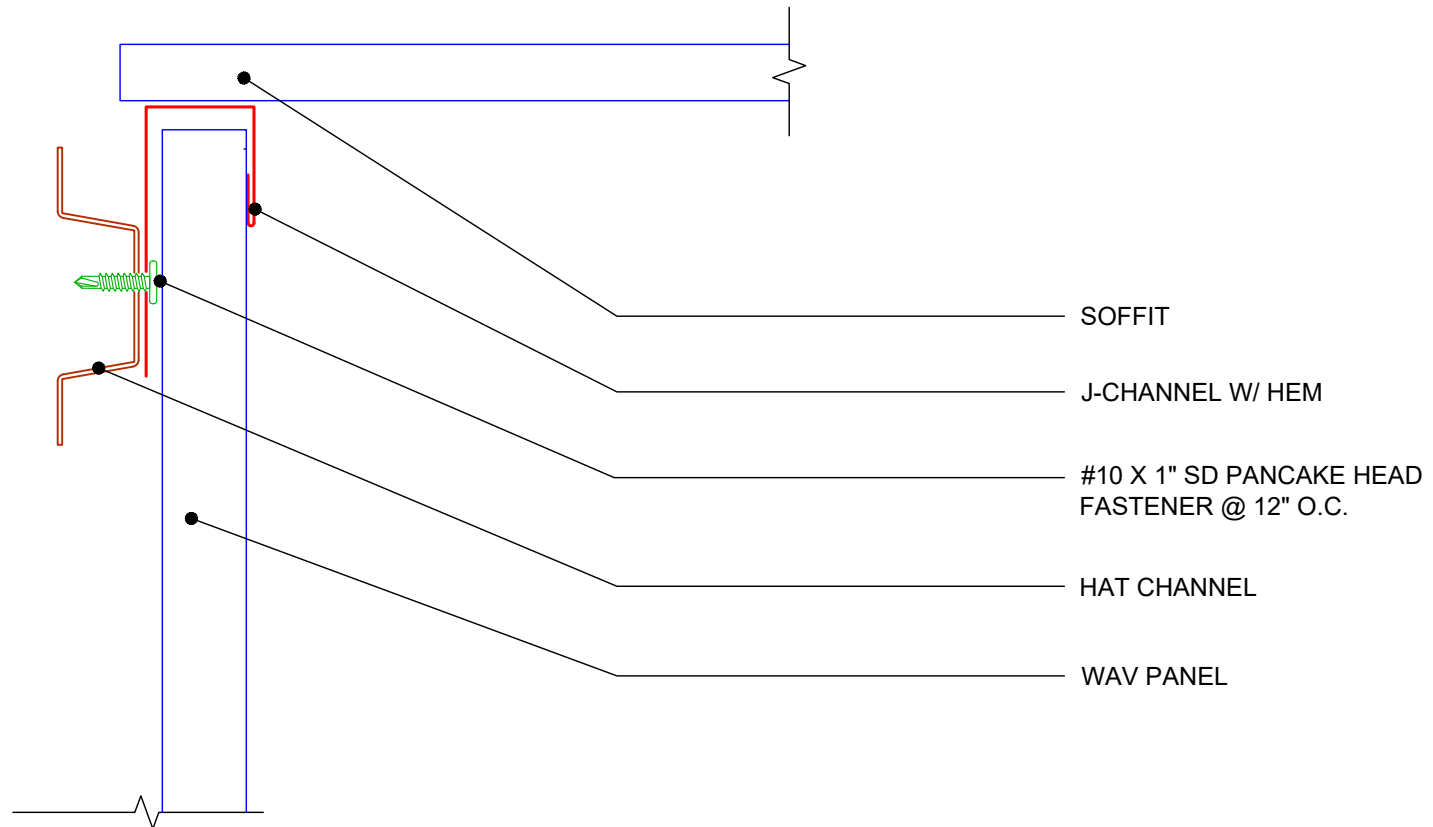 SOFFIT
J-CHANNEL W/ HEM
#10 X 1" SD PANCAKE HEAD
FASTENER @ 12" O.C.
HAT CHANNEL
WAV PANEL